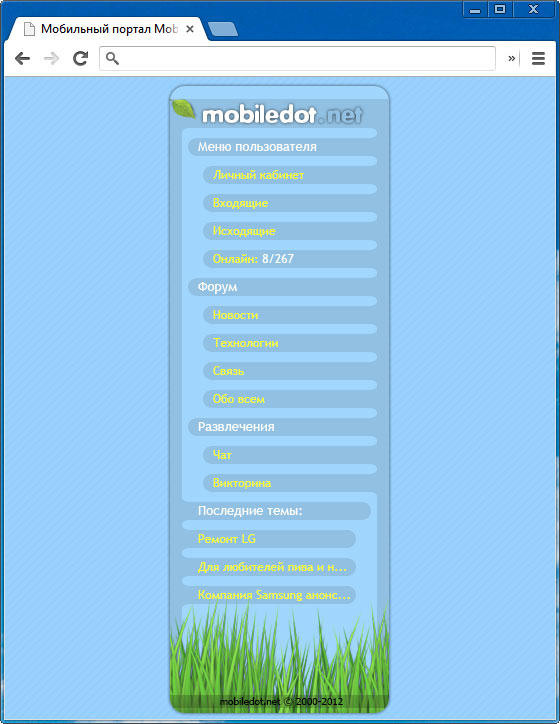 Мобильный портал Mob
mobiledot.net
Меню пользователя
Личный кабинет
Входящие
Исходящие
Онлайн: 8/267
Форум
Новости
Технологии
Связь
Обо всем
Развлечения
Чат
Викторина
Последние темы:
Ремонт LG
Для любителей пива и н...
Компания Samsung анонс...
mobiledot.net © 2000-2012